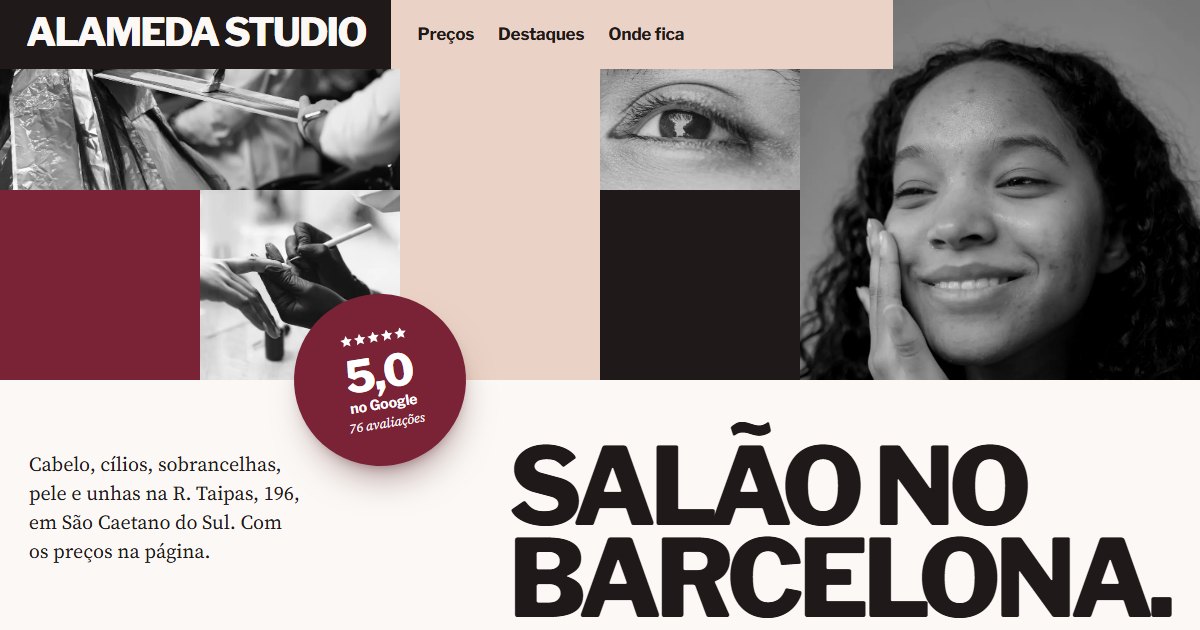 ALAMEDA STUDIO
Preços Destaques Onde fica
★★★★★
5,0
no Google
76 avaliações
Cabelo, cílios, sobrancelhas,
pele e unhas na R. Taipas, 196,
em São Caetano do Sul. Com
os preços na página.
SALÃO NO
BARCELONA.